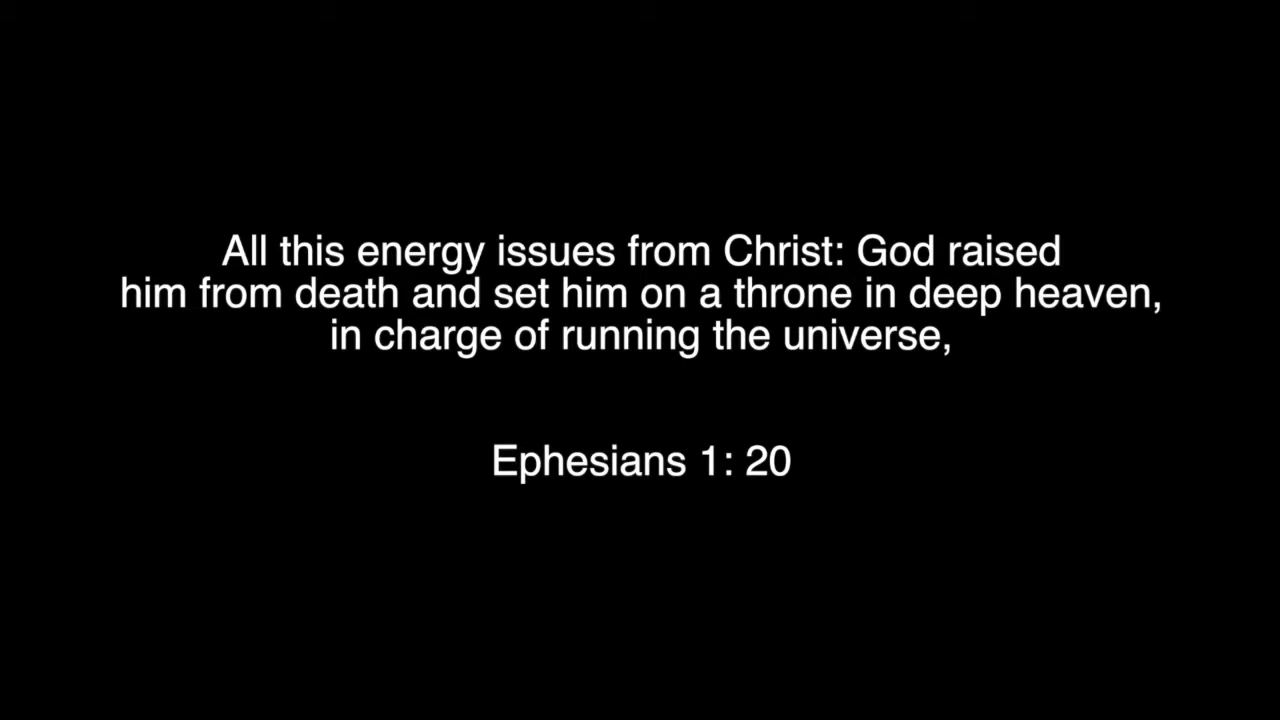 All this energy issues from Christ: God raised
him from death and set him on a throne in deep heaven,
in charge of running the universe,
Ephesians 1: 20